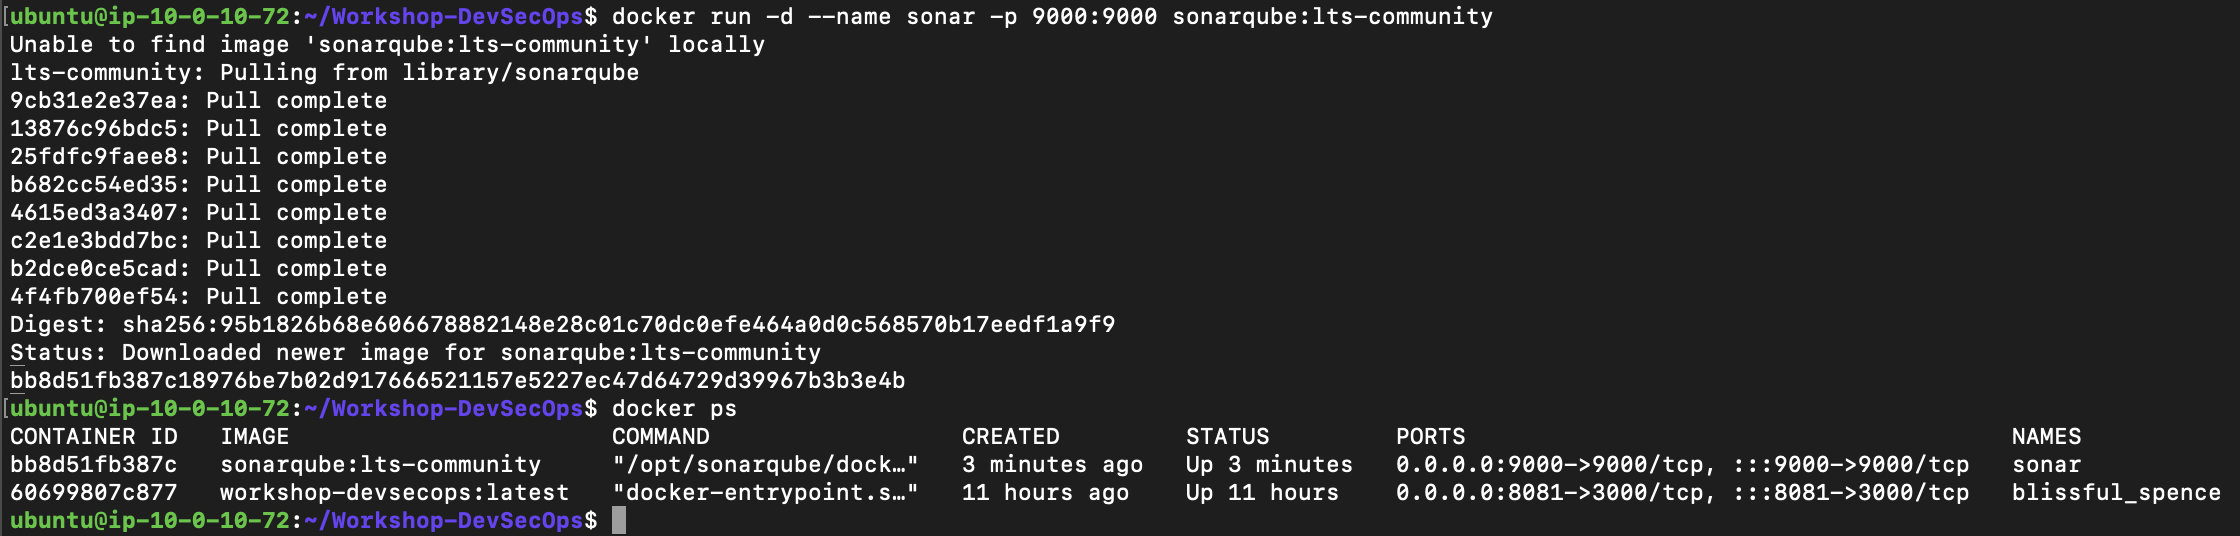 [ubuntu@ip-10-0-10-72:~/Workshop-DevSecOps$ docker run -d --name sonar -p 9000:9000 sonarqube:lts-community
Unable to find image 'sonarqube:lts-community' locally
lts-community: Pulling from library/sonarqube
9cb31e2e37ea: Pull complete
13876c96bdc5: Pull complete
25fdfc9faee8: Pull complete
b682cc54ed35: Pull complete
4615ed3a3407: Pull complete
c2e1e3bdd7bc: Pull complete
b2dce0ce5cad: Pull complete
4f4fb700ef54: Pull complete
Digest: sha256:95b1826b68e606678882148e28c01c70dc0efe464a0d0c568570b17eedf1a9f9
Status: Downloaded newer image for sonarqube:lts-community
bb8d51fb387c18976be7b02d917666521157e5227ec47d64729d39967b3b3e4b
[ubuntu@ip-10-0-10-72:~/Workshop-DevSecOps$ docker ps
CONTAINER ID   IMAGE                       COMMAND                  CREATED         STATUS         PORTS                                       NAMES
bb8d51fb387c   sonarqube:lts-community     "/opt/sonarqube/dock…"   3 minutes ago   Up 3 minutes   0.0.0.0:9000->9000/tcp, :::9000->9000/tcp   sonar
60699807c877   workshop-devsecops:latest   "docker-entrypoint.s…"   11 hours ago    Up 11 hours    0.0.0.0:8081->3000/tcp, :::8081->3000/tcp   blissful_spence
ubuntu@ip-10-0-10-72:~/Workshop-DevSecOps$